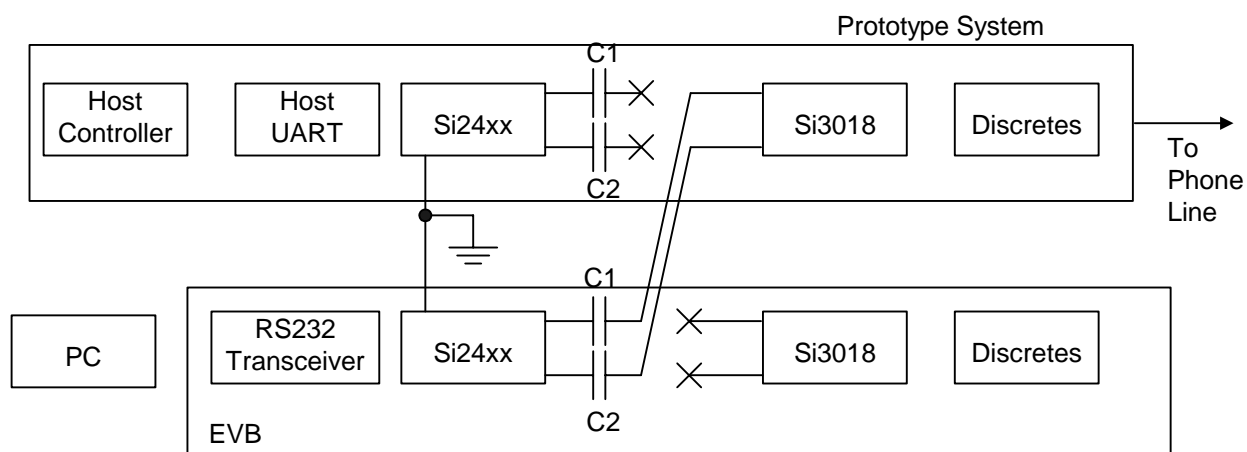 Prototype System
C1
Host
Controller
Host
UART
Si24xx
Si3018
Discretes
C2
To
Phone
Line
C1
PC
RS232
Transceiver
Si24xx
Si3018
Discretes
C2
EVB